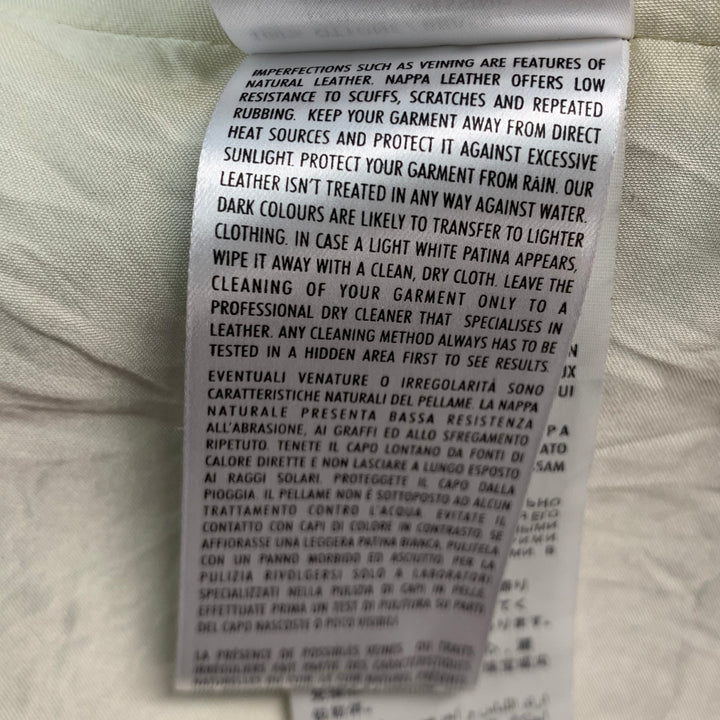 IMPERFECTIONS SUCH AS VEINING ARE FEATURES OF
NATURAL LEATHER. NAPPA LEATHER OFFERS LOW
RESISTANCE TO SCUFFS, SCRATCHES AND REPEATED
RUBBING. KEEP YOUR GARMENT AWAY FROM DIRECT
HEAT SOURCES AND PROTECT IT AGAINST EXCESSIVE
SUNLIGHT. PROTECT YOUR GARMENT FROM RAIN. OUR
LEATHER ISN'T TREATED IN ANY WAY AGAINST WATER.
DARK COLOURS ARE LIKELY TO TRANSFER TO LIGHTER
CLOTHING. IN CASE A LIGHT WHITE PATINA APPEARS,
WIPE IT AWAY WITH A CLEAN, DRY CLOTH. LEAVE THE
CLEANING OF YOUR GARMENT ONLY TO A
PROFESSIONAL DRY CLEANER THAT SPECIALISES IN
LEATHER. ANY CLEANING METHOD ALWAYS HAS TO BE
TESTED IN A HIDDEN AREA FIRST TO SEE RESULTS.
EVENTUALI VENATURE O IRREGOLARITÀ SONO
CARATTERISTICHE NATURALI DEL PELLAME. LA NAPPA
NATURALE PRESENTA BASSA RESISTENZA
ALL'ABRASIONE, AI GRAFFI ED ALLO SFREGAMENTO
RIPETUTO. TENETE IL CAPO LONTANO DA FONTI DI
CALORE DIRETTE E NON LASCIARE A LUNGO ESPOSTO
AI RAGGI SOLARI. PROTEGGETE IL CAPO DALLA
PIOGGIA. IL PELLAME NON È SOTTOPOSTO AD ALCUN
TRATTAMENTO CONTRO L'ACQUA. EVITATE IL
CONTATTO CON CAPI DI COLORE IN CONTRASTO. SE
AFFIORASSE UNA LEGGERA PATINA BIANCA, PULITELA
CON UN PANNO MORBIDO ED ASCIUTTO. PER LA
PULIZIA RIVOLGERSI SOLO A LABORATORI
SPECIALIZZATI NELLA PULIZIA DI CAPI IN PELLE.
EFFETTUATE PRIMA UN TEST DI PULITURA SU PARTE
DEL CAPO NASCOSTE O POCO VISIBILI
LA PRESENCE DE POSSIBLES VEINES OU TRAITS